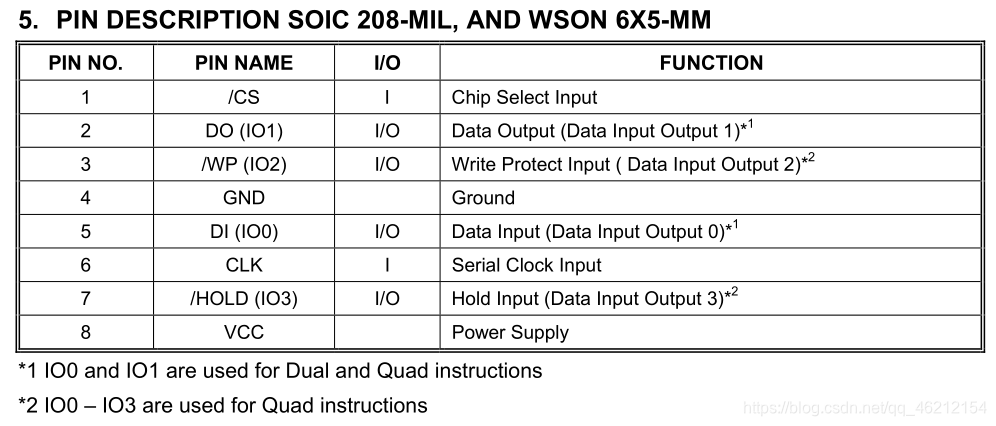 5. PIN DESCRIPTION SOIC 208-MIL, AND WSON 6X5-MM
PIN NO. PIN NAME I/O FUNCTION
1 /CS I Chip Select Input
2 DO (IO1) I/O Data Output (Data Input Output 1)*1
3 /WP (IO2) I/O Write Protect Input ( Data Input Output 2)*2
4 GND Ground
5 DI (IO0) I/O Data Input (Data Input Output 0)*1
6 CLK I Serial Clock Input
7 /HOLD (IO3) I/O Hold Input (Data Input Output 3)*2
8 VCC Power Supply
*1 IO0 and IO1 are used for Dual and Quad instructions
*2 IO0 – IO3 are used for Quad instructions
https://blog.csdn.net/qq_46212154